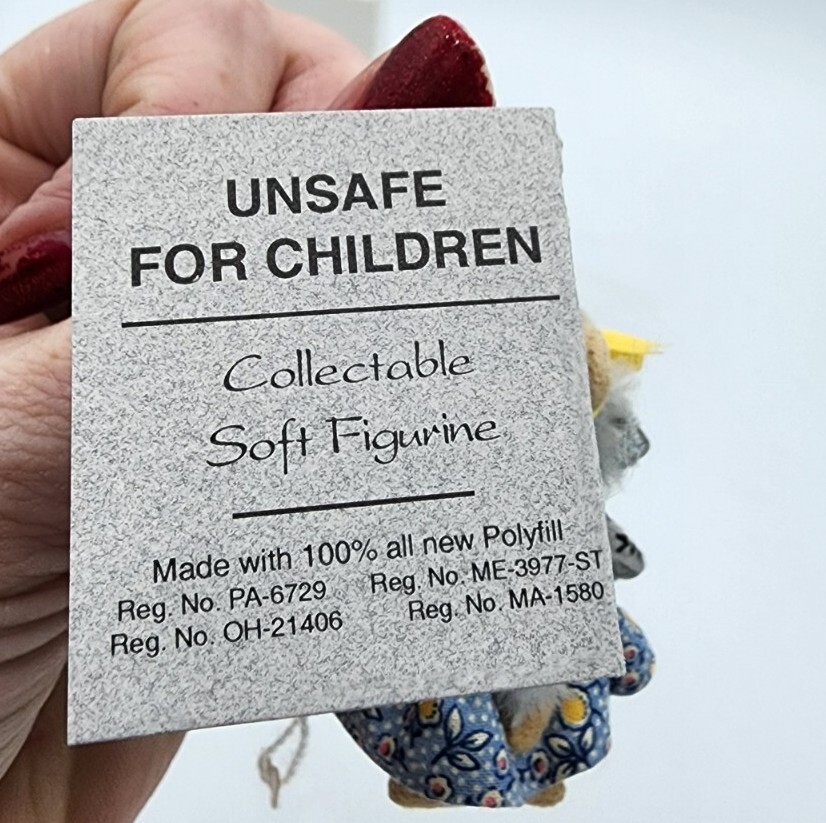 UNSAFE
FOR CHILDREN
Collectable
Soft Figurine
Made with 100% all new Polyfill
Reg. No. PA-6729 Reg. No. ME-3977-ST
Reg. No. OH-21406 Reg. No. MA-1580